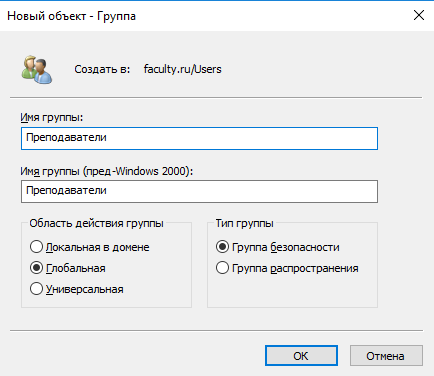 Новый объект - Группа
Создать в: faculty.ru/Users
Имя группы:
Преподаватели
Имя группы (пред-Windows 2000):
Преподаватели
Область действия группы Тип группы
Локальная в домене Группа безопасности
Глобальная Группа распространения
Универсальная
OK Отмена